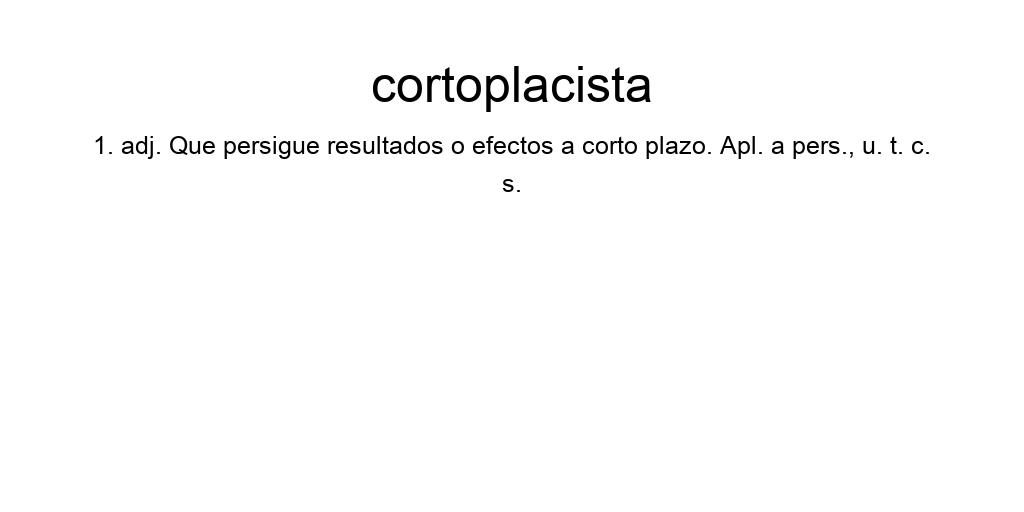 cortoplacista
1. adj. Que persigue resultados o efectos a corto plazo. Apl. a pers., u. t. c.
s.